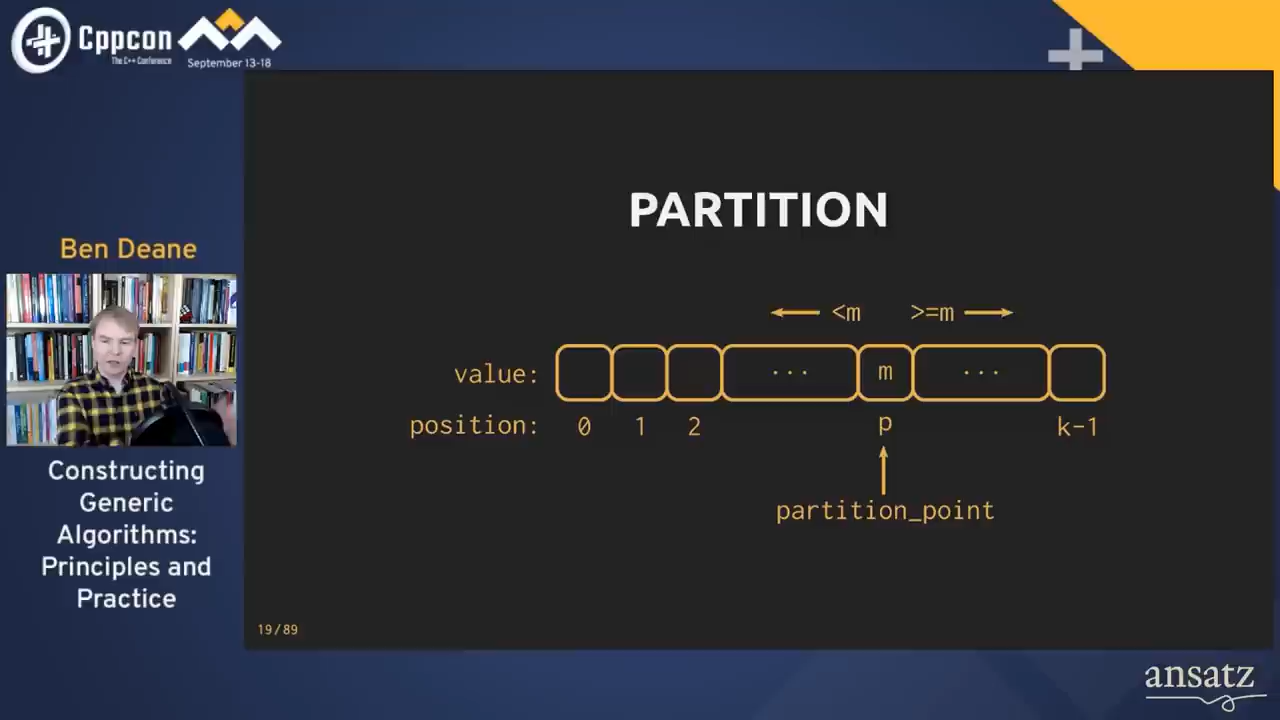 Cppcon
The C++ Conference
September 13-18
Ben Deane
Constructing
Generic
Algorithms:
Principles and
Practice
PARTITION
<m >=m
value: ... m ...
position: 0 1 2 p k-1
partition_point
19/89
ansatz